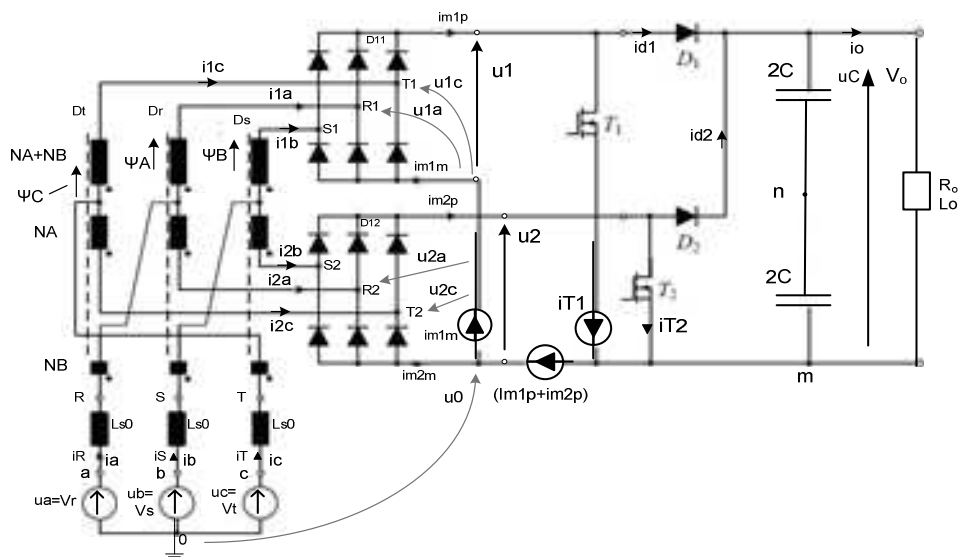 im1p
D11
id1
D1
io
i1c
T1
u1c
u1
2C
uC
Vo
Dt
Dr
i1a
R1
u1a
Ds
i1b
S1
T1
id2
NA+NB
ΨA
ΨB
ΨC
im1m
im2p
n
Ro
Lo
NA
D12
i2b
S2
u2
D2
u2b
i2a
u2a
R2
u2c
T2
i2c
2C
im1m
iT1
iT2
NB
im2m
m
R
S
T
u0
(Im1p+im2p)
Ls0
Ls0
Ls0
iR
ia
iS
ib
iT
ic
a
b
c
ua=Vr
ub=
Vs
uc=
Vt
0